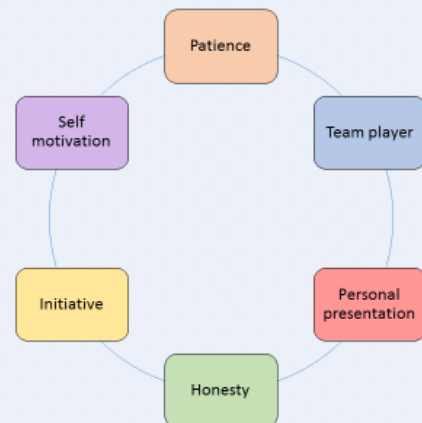 Patience
Team player
Personal
presentation
Honesty
Initiative
Self
motivation